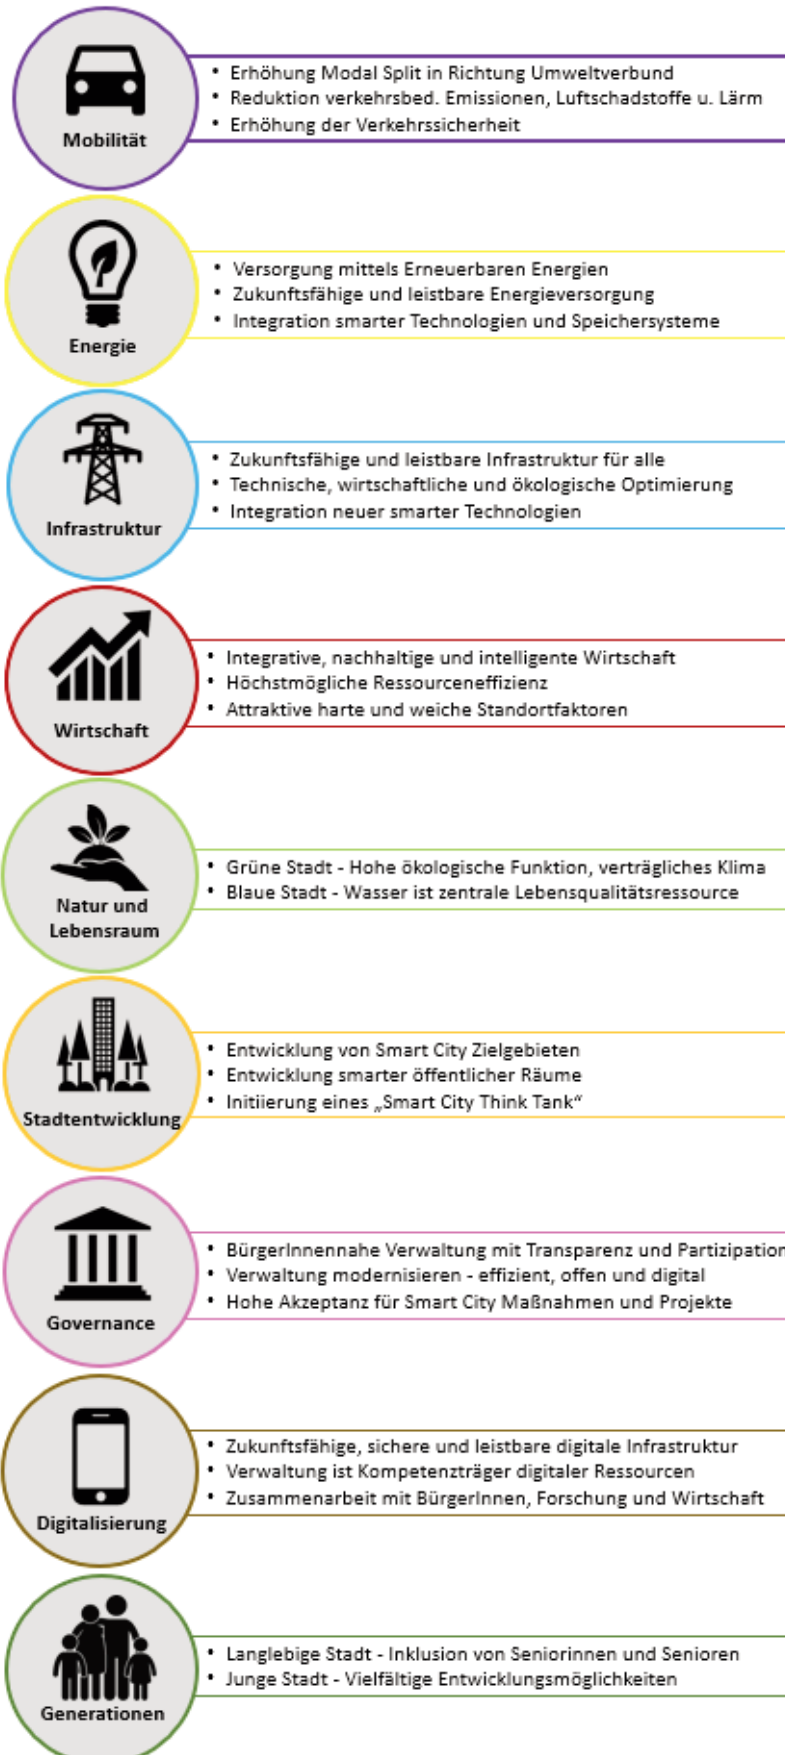 Mobilität
• Erhöhung Modal Split in Richtung Umweltverbund
• Reduktion verkehrsbed. Emissionen, Luftschadstoffe u. Lärm
• Erhöhung der Verkehrssicherheit
Energie
• Versorgung mittels Erneuerbaren Energien
• Zukunftsfähige und leistbare Energieversorgung
• Integration smarter Technologien und Speichersysteme
Infrastruktur
• Zukunftsfähige und leistbare Infrastruktur für alle
• Technische, wirtschaftliche und ökologische Optimierung
• Integration neuer smarter Technologien
Wirtschaft
• Integrative, nachhaltige und intelligente Wirtschaft
• Höchstmögliche Ressourceneffizienz
• Attraktive harte und weiche Standortfaktoren
Natur und
Lebensraum
• Grüne Stadt - Hohe ökologische Funktion, verträgliches Klima
• Blaue Stadt - Wasser ist zentrale Lebensqualitätsressource
Stadtentwicklung
• Entwicklung von Smart City Zielgebieten
• Entwicklung smarter öffentlicher Räume
• Initiierung eines „Smart City Think Tank“
Governance
• BürgerInnennahe Verwaltung mit Transparenz und Partizipation
• Verwaltung modernisieren - effizient, offen und digital
• Hohe Akzeptanz für Smart City Maßnahmen und Projekte
Digitalisierung
• Zukunftsfähige, sichere und leistbare digitale Infrastruktur
• Verwaltung ist Kompetenzträger digitaler Ressourcen
• Zusammenarbeit mit BürgerInnen, Forschung und Wirtschaft
Generationen
• Langlebige Stadt - Inklusion von Seniorinnen und Senioren
• Junge Stadt - Vielfältige Entwicklungsmöglichkeiten